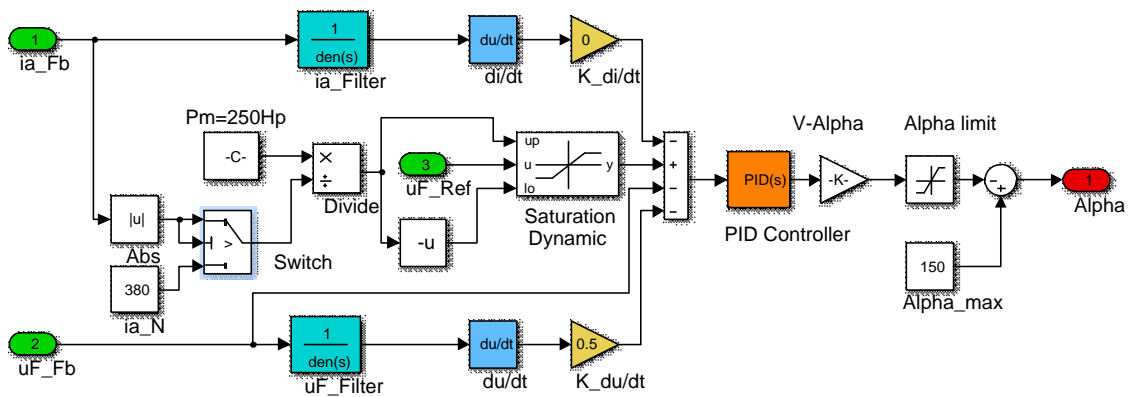 1
ia_Fb
1
den(s)
ia_Filter
du/dt
di/dt
0
K_di/dt
Pm=250Hp
-C-
×
÷
Divide
3
uF_Ref
up
u
lo
y
Saturation
Dynamic
-u
|u|
Abs
>
Switch
380
ia_N
2
uF_Fb
1
den(s)
uF_Filter
du/dt
du/dt
0.5
K_du/dt
−
+
−
−
PID(s)
PID Controller
V-Alpha
-K-
Alpha limit
−
+
1
Alpha
150
Alpha_max